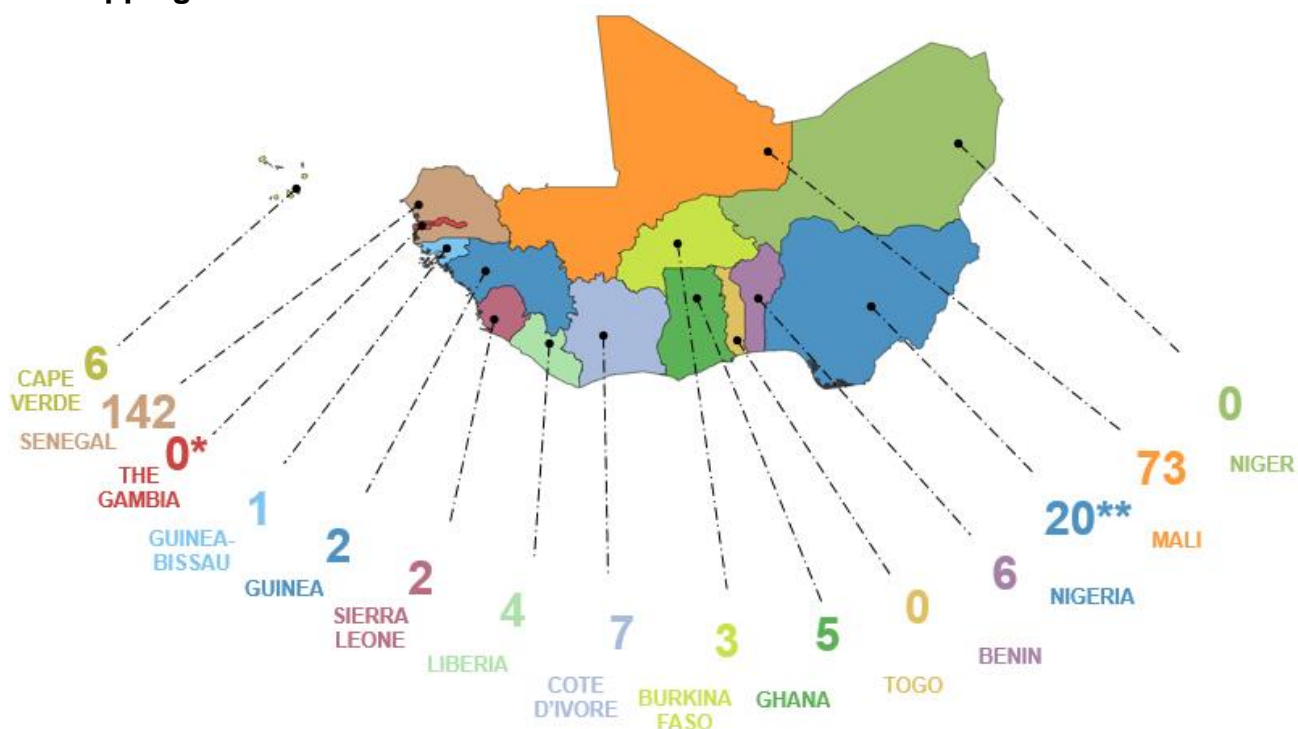 6
CAPE
VERDE
142
SENEGAL
0*
THE
GAMBIA
1
GUINEA-
BISSAU
2
GUINEA
2
SIERRA
LEONE
4
LIBERIA
7
COTE
D'IVORE
3
BURKINA
FASO
5
GHANA
0
TOGO
6
BENIN
20**
NIGERIA
73
MALI
0
NIGER